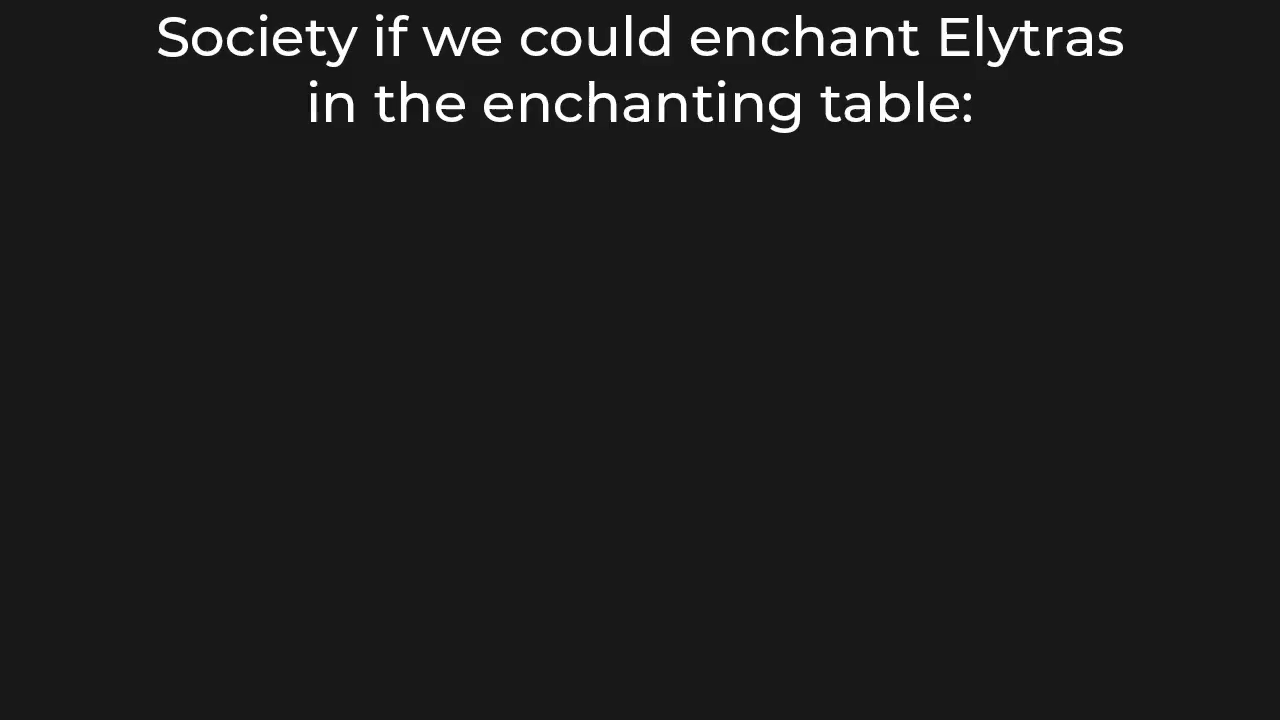 Society if we could enchant Elytras
in the enchanting table: